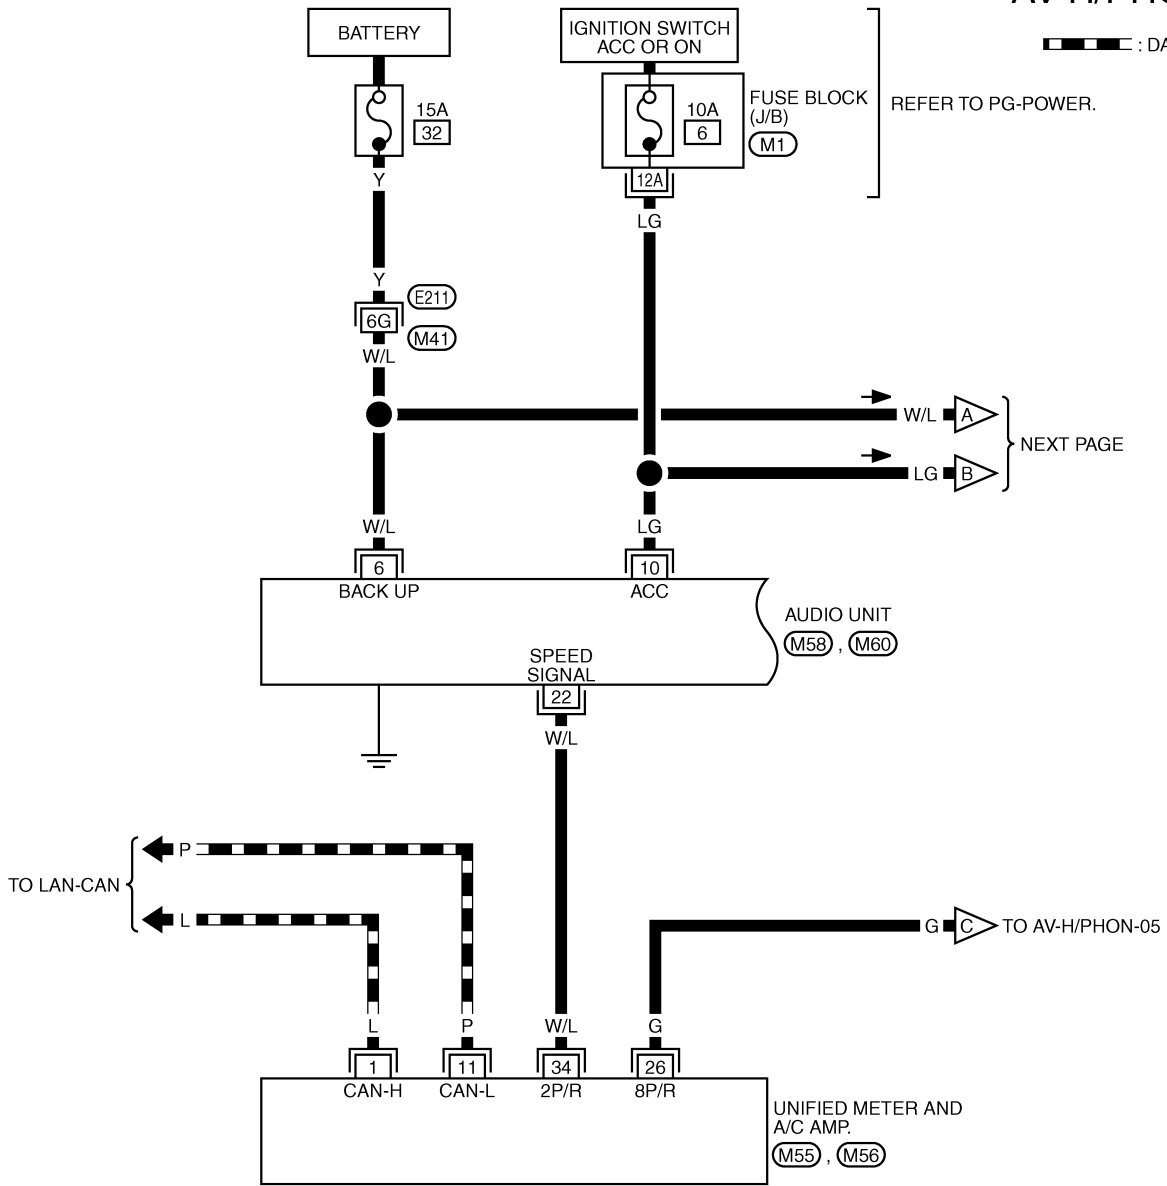 BATTERY
IGNITION SWITCH
ACC OR ON
: DA
15A
32
10A
6
FUSE BLOCK
(J/B)
M1
REFER TO PG-POWER.
12A
Y
LG
Y
E211
6G
M41
W/L
W/L
A
NEXT PAGE
LG
B
W/L
LG
6
10
BACK UP
ACC
AUDIO UNIT
M58 , M60
SPEED
SIGNAL
22
W/L
P
TO LAN-CAN
L
G
C
TO AV-H/PHON-05
L
P
W/L
G
1
11
34
26
CAN-H
CAN-L
2P/R
8P/R
UNIFIED METER AND
A/C AMP.
M55 , M56